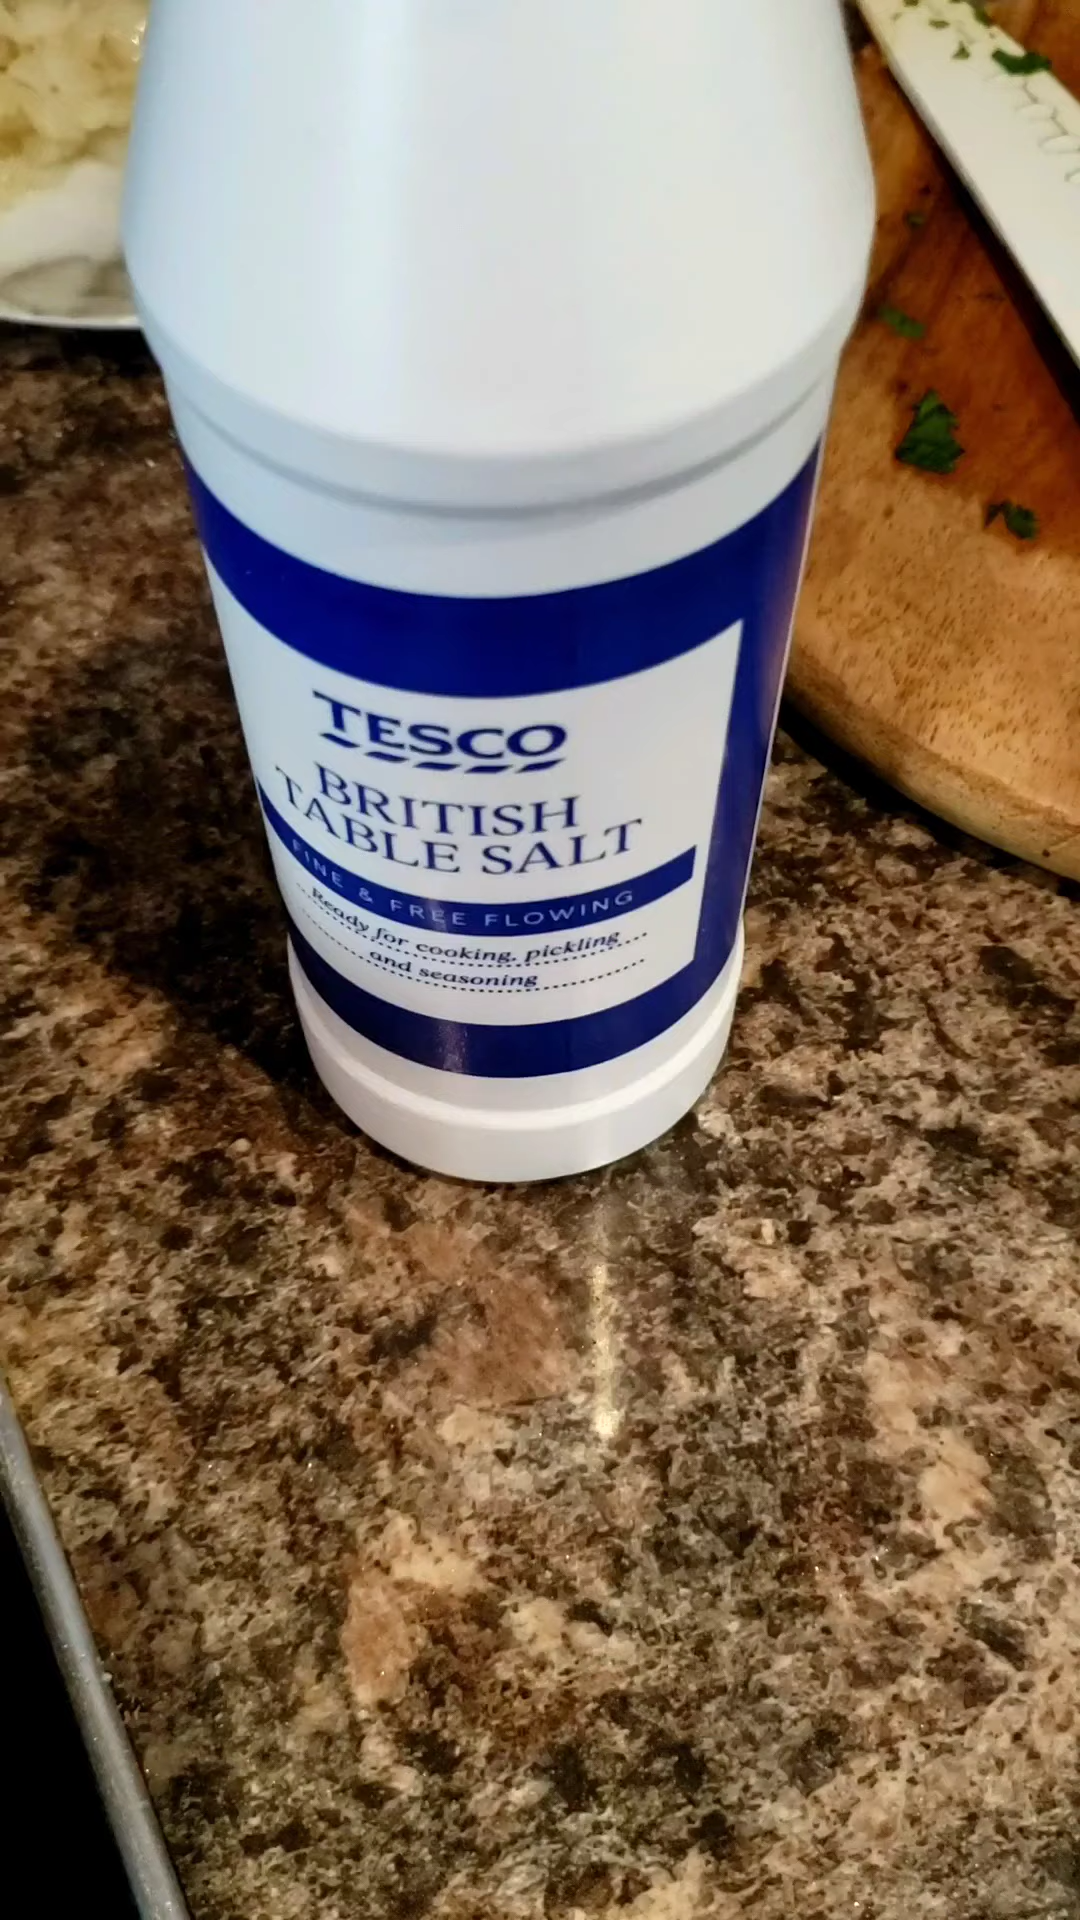 TESCO
BRITISH
TABLE SALT
FINE & FREE FLOWING
Ready for cooking, pickling
and seasoning